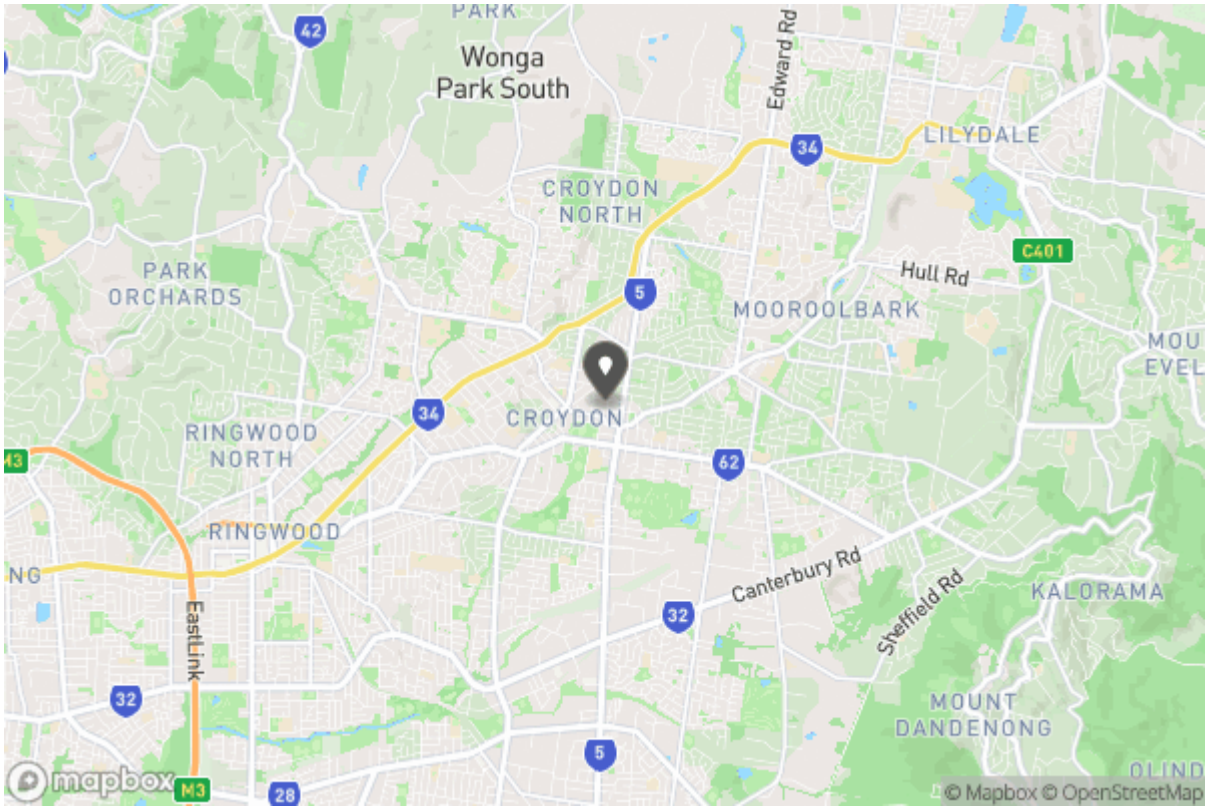 PARK
42
Wonga
Park South
Edward Rd
34
LILYDALE
CROYDON
NORTH
C401
Hull Rd
PARK
ORCHARDS
5
MOOROOLBARK
MOU
EVEL
34
CROYDON
RINGWOOD
NORTH
M3
62
RINGWOOD
NG
Canterbury Rd
KALORAMA
Sheffield Rd
EastLink
32
32
MOUNT
DANDENONG
5
OLIND
mapbox
M3
28
© Mapbox © OpenStreetMap